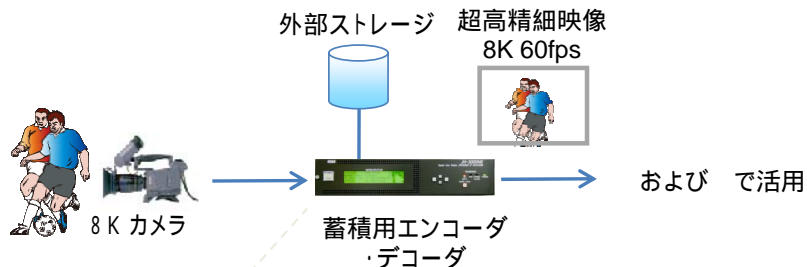 外部ストレージ
超高精細映像
8K 60fps
8K カメラ
蓄積用エンコーダ
・デコーダ
および で活用